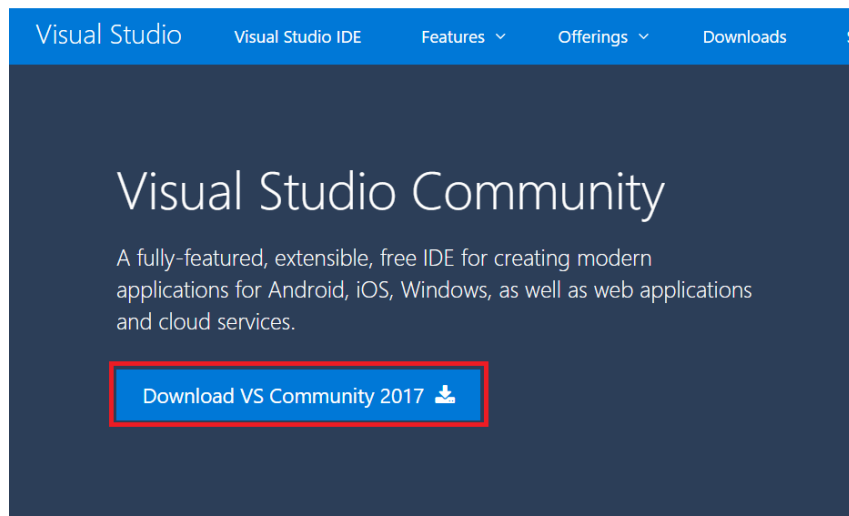 Visual Studio Visual Studio IDE Features Offerings Downloads
Visual Studio Community
A fully-featured, extensible, free IDE for creating modern
applications for Android, iOS, Windows, as well as web applications
and cloud services.
Download VS Community 2017